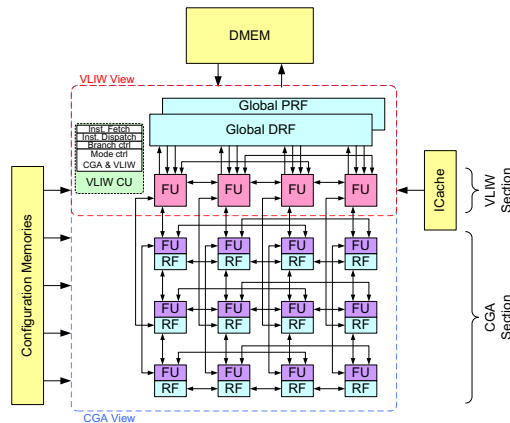 DMEM
VLIW View
Global PRF
Global DRF
Inst. Fetch
Inst. Dispatch
Branch ctrl
Mode ctrl
CGA & VLIW
VLIW CU
FU FU FU FU
ICache
VLIW Section
Configuration Memories
FU FU FU FU
RF RF RF RF
FU FU FU FU
RF RF RF RF
FU FU FU FU
RF RF RF RF
CGA Section
CGA View